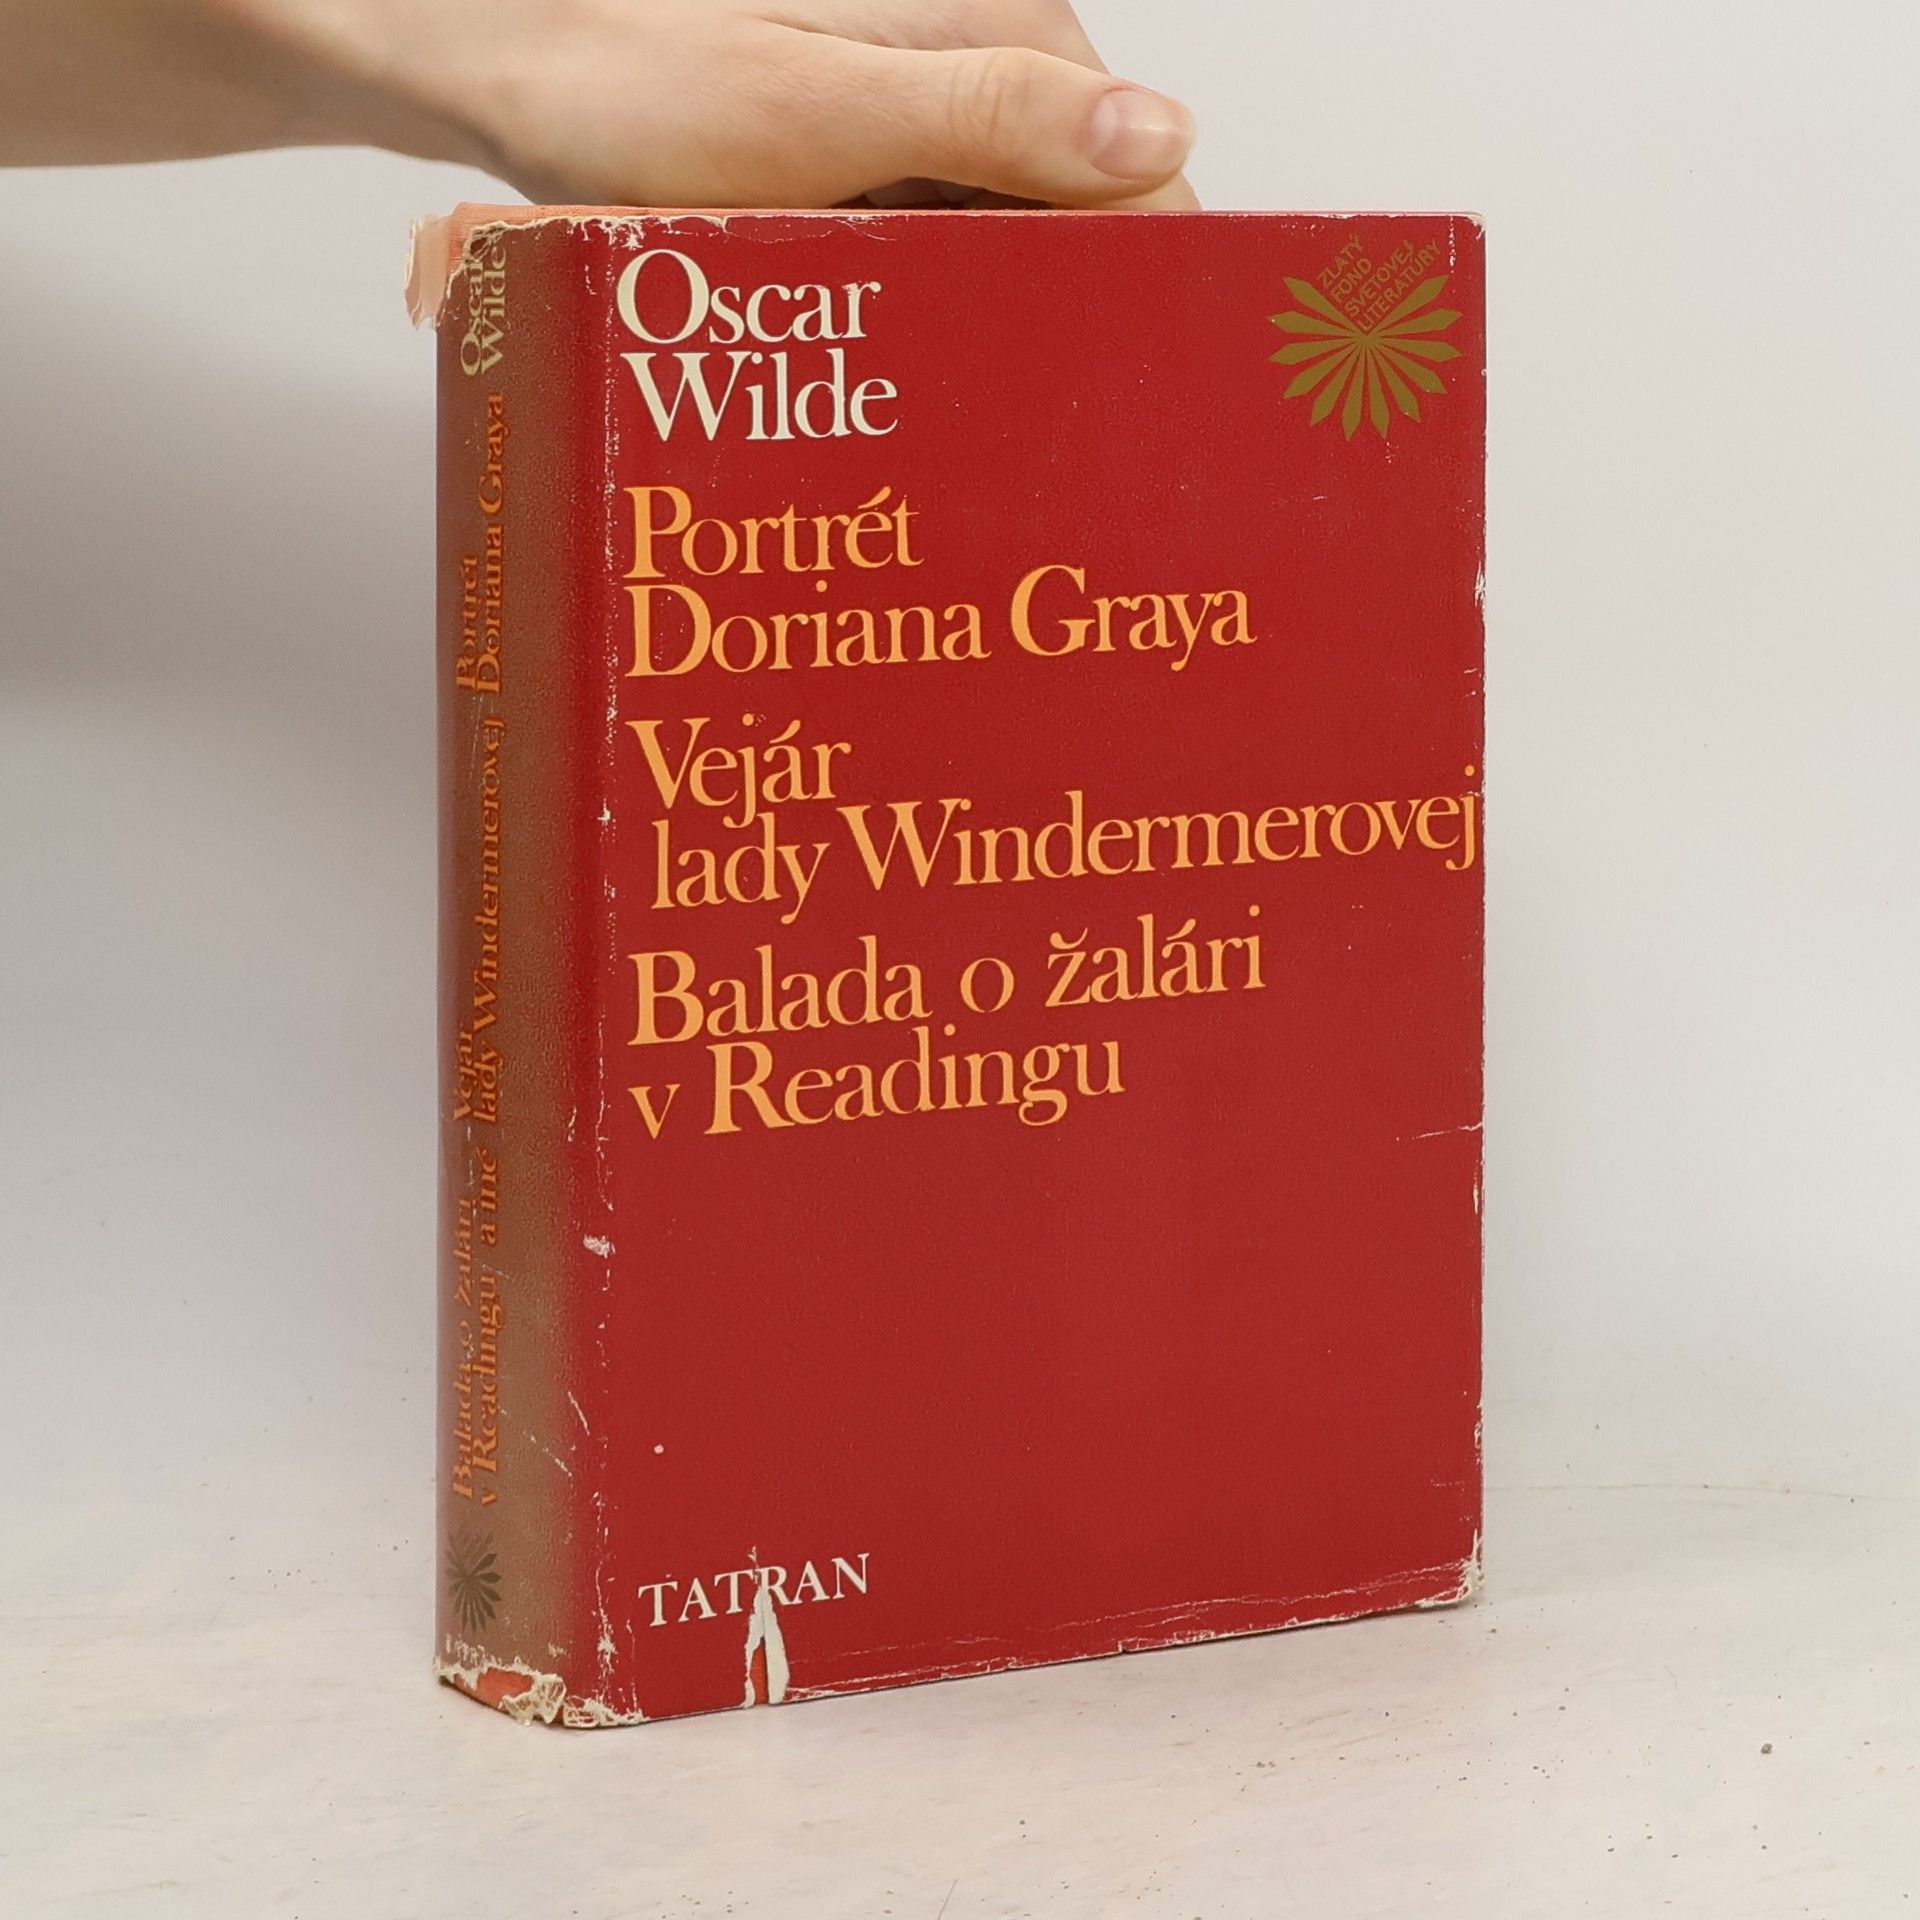 Oscar
Wilde
Portrét
Doriana Graya
Vejár
lady Windermerovej
Balada o žalári
v Readingu
TATRAN
ZLATÝ
FOND
SVETOVEJ
LITERATÚRY
Oscar
Wilde
Portrét
Doriana Graya
Vejár
lady Windermerovej
Balada o žalári
v Readingu a iné